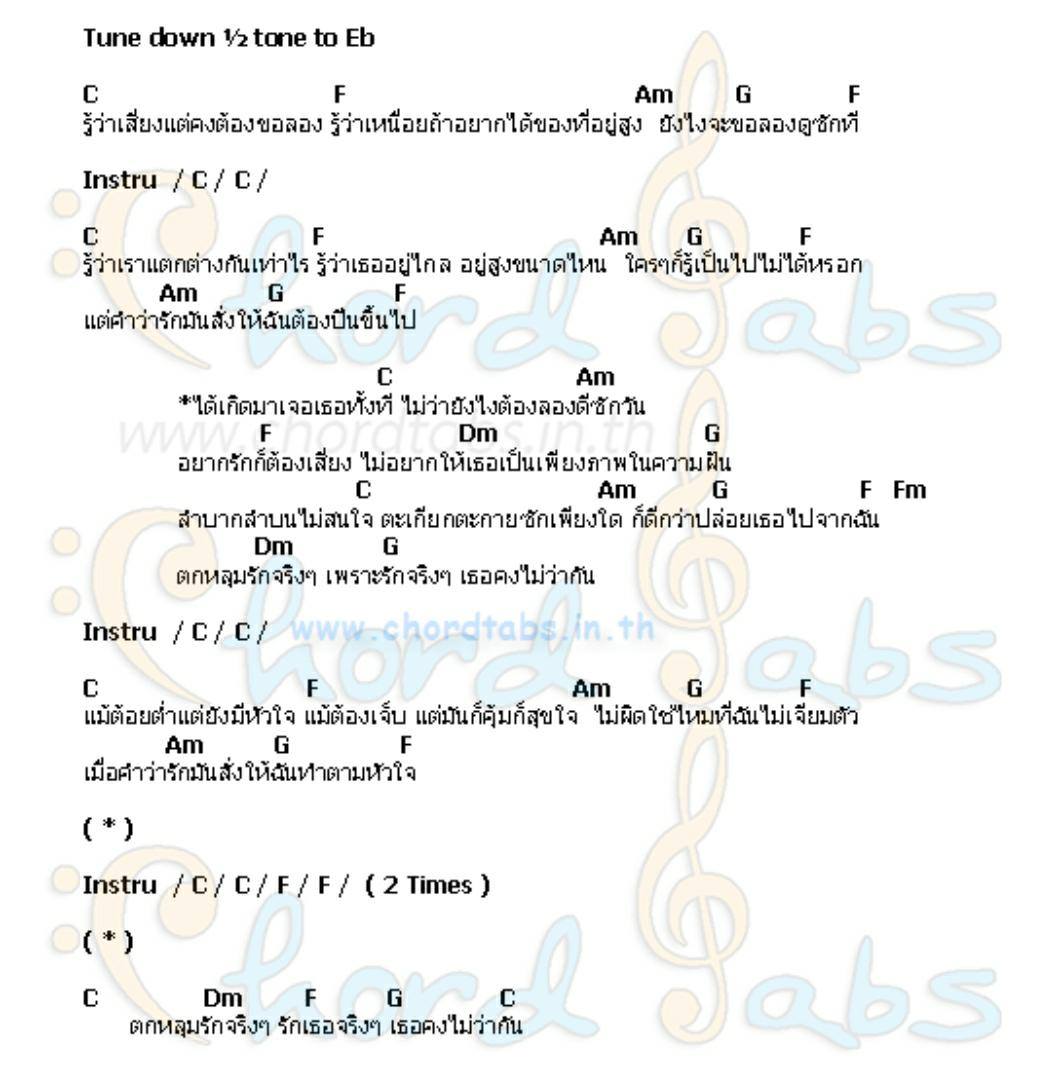 Tune down ½ tone to Eb
C F Am G F
รู้ว่าเสี่ยงแต่คงต้องขอลอง รู้ว่าเหนื่อยถ้าอยากได้ของที่อยู่สูง ยังไงจะขอลองดูซักที
Instru / C / C /
C F Am G F
รู้ว่าเราแตกต่างกันเท่าไร รู้ว่าเธออยู่ไกล อยู่สูงขนาดไหน ใครๆก็รู้เป็นไปไม่ได้หรอก
Am G F
แต่คำว่ารักมันสั่งให้ฉันต้องปีนขึ้นไป
C Am
*ได้เกิดมาเจอเธอทั้งที ไม่ว่ายังไงต้องลองดีซักวัน
F Dm G
อยากรักก็ต้องเสี่ยง ไม่อยากให้เธอเป็นเพียงภาพในความฝัน
C Am G F Fm
ลำบากลำบนไม่สนใจ ตะเกียกตะกายซักเพียงใด ก็ดีกว่าปล่อยเธอไปจากฉัน
Dm G
ตกหลุมรักจริงๆ เพราะรักจริงๆ เธอคงไม่ว่ากัน
Instru / C / C /
www.chordtabs.in.th
C F Am G F
แม้ต้อยต่ำแต่ยังมีหัวใจ แม้ต้องเจ็บ แต่มันก็คุ้มก็สุขใจ ไม่ผิดใช่ไหมที่ฉันไม่เจียมตัว
Am G F
เมื่อคำว่ารักมันสั่งให้ฉันทำตามหัวใจ
( * )
Instru / C / C / F / F / ( 2 Times )
( * )
C Dm F G C
ตกหลุมรักจริงๆ รักเธอจริงๆ เธอคงไม่ว่ากัน